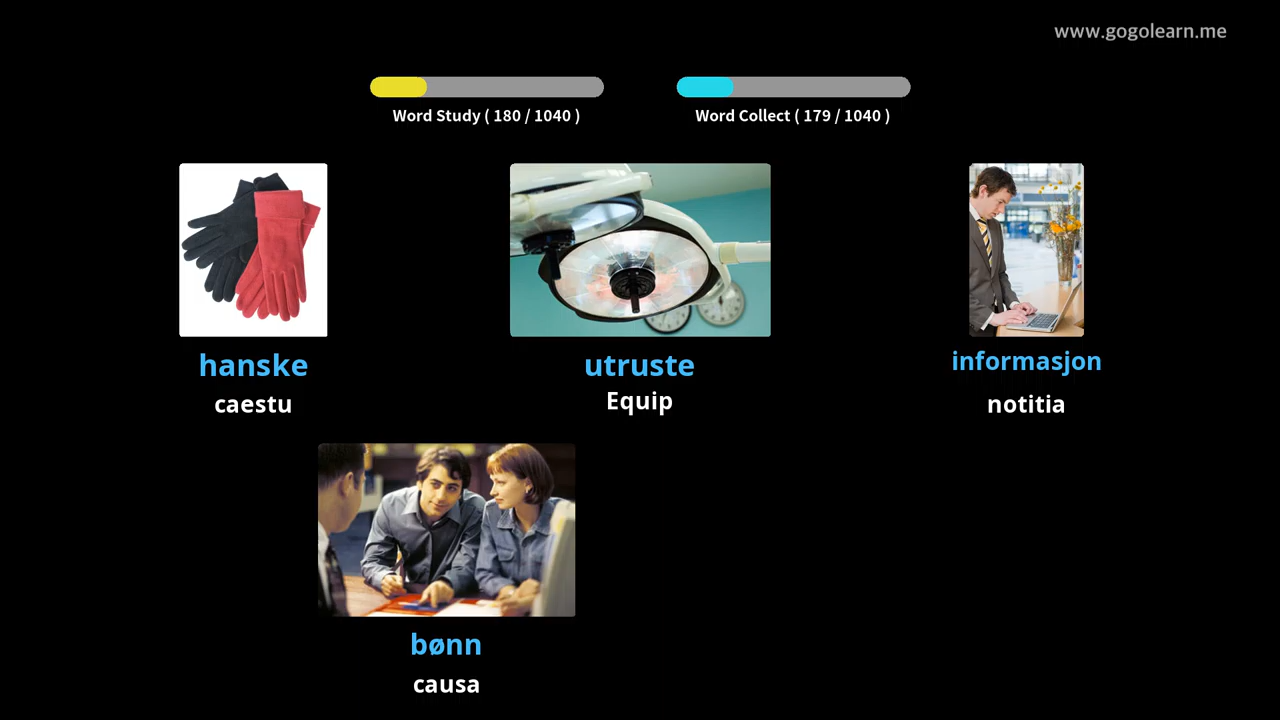 www.gogolearn.me
Word Study ( 180 / 1040 )
Word Collect ( 179 / 1040 )
hanske
caestu
utruste
Equip
informasjon
notitia
bønn
causa